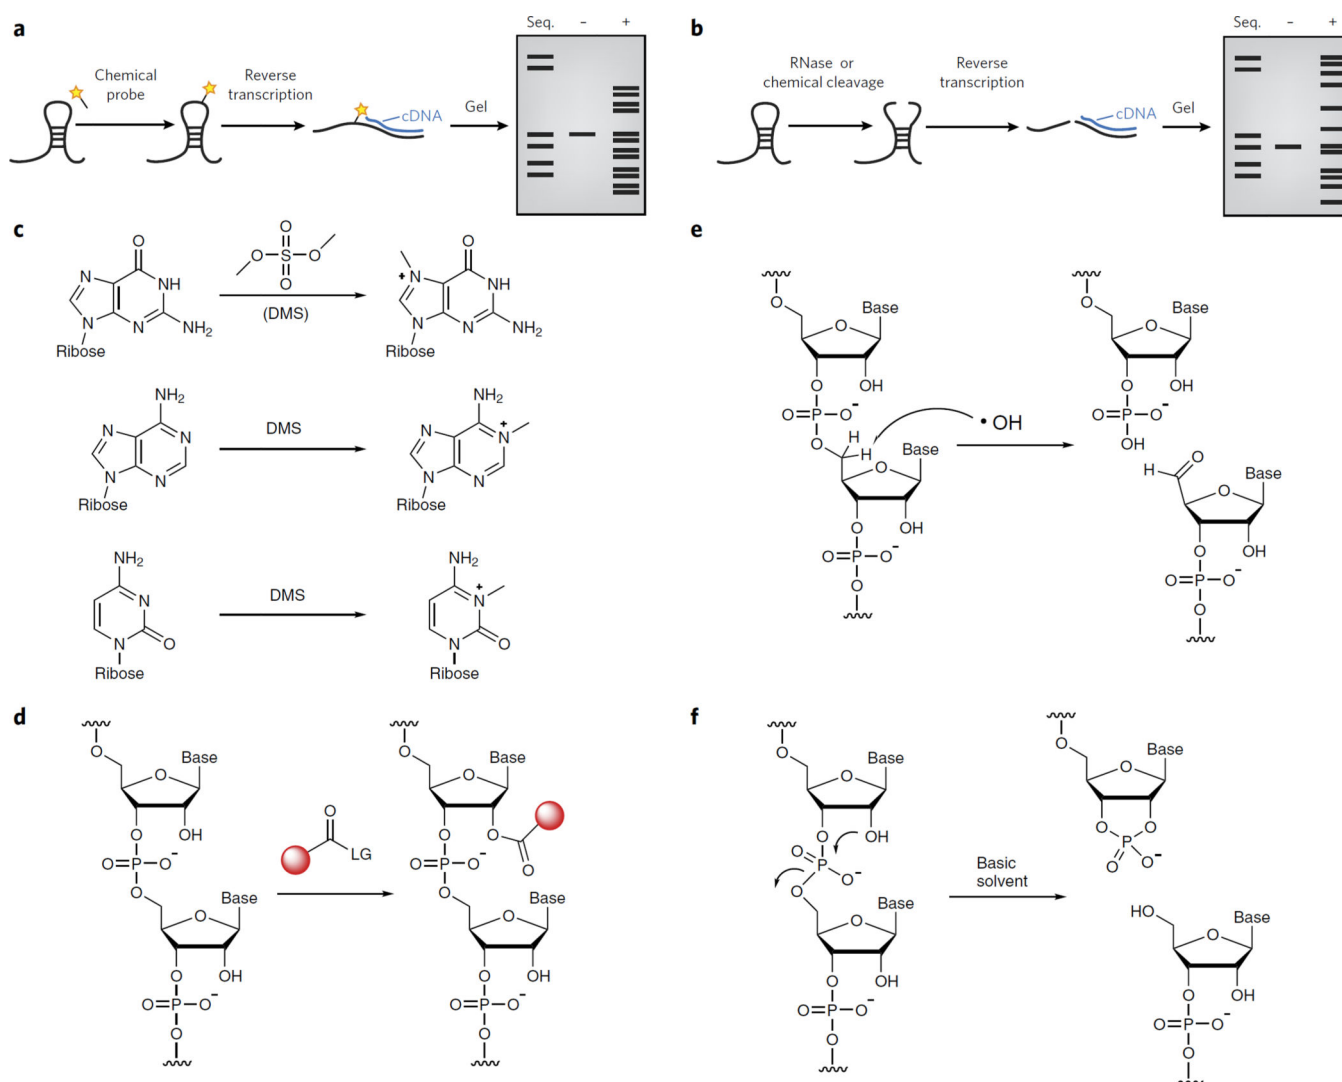 a
Chemical
probe
Reverse
transcription
cDNA
Gel
Seq. – +
b
RNase or
chemical cleavage
Reverse
transcription
cDNA
Gel
Seq. – +
c
O
N
NH
N
N
NH2
Ribose
O
O
S
O
O
(DMS)
O
+
N
NH
N
N
NH2
Ribose
NH2
N
N
N
N
Ribose
DMS
NH2
N
+
N
N
N
Ribose
NH2
N
N
O
Ribose
DMS
NH2
+
N
N
O
Ribose
d
O
Base
O
O
OH
O=P–O–
O
Base
O
O
OH
O=P–O–
O
O
LG
O
Base
O
O
O
O
O=P–O–
O
Base
O
O
OH
O=P–O–
O
e
O
Base
O
O
OH
O=P–O–
O
H
H
•OH
Base
O
O
OH
O=P–O–
O
O
Base
O
O
OH
O=P–O–
OH
H
O
Base
O
O
OH
O=P–O–
O
f
O
Base
O
O
OH
O
P
O–
O
Base
O
O
OH
O=P–O–
O
Basic
solvent
O
Base
O
O
O
P
O
O–
HO
Base
O
O
OH
O=P–O–
O